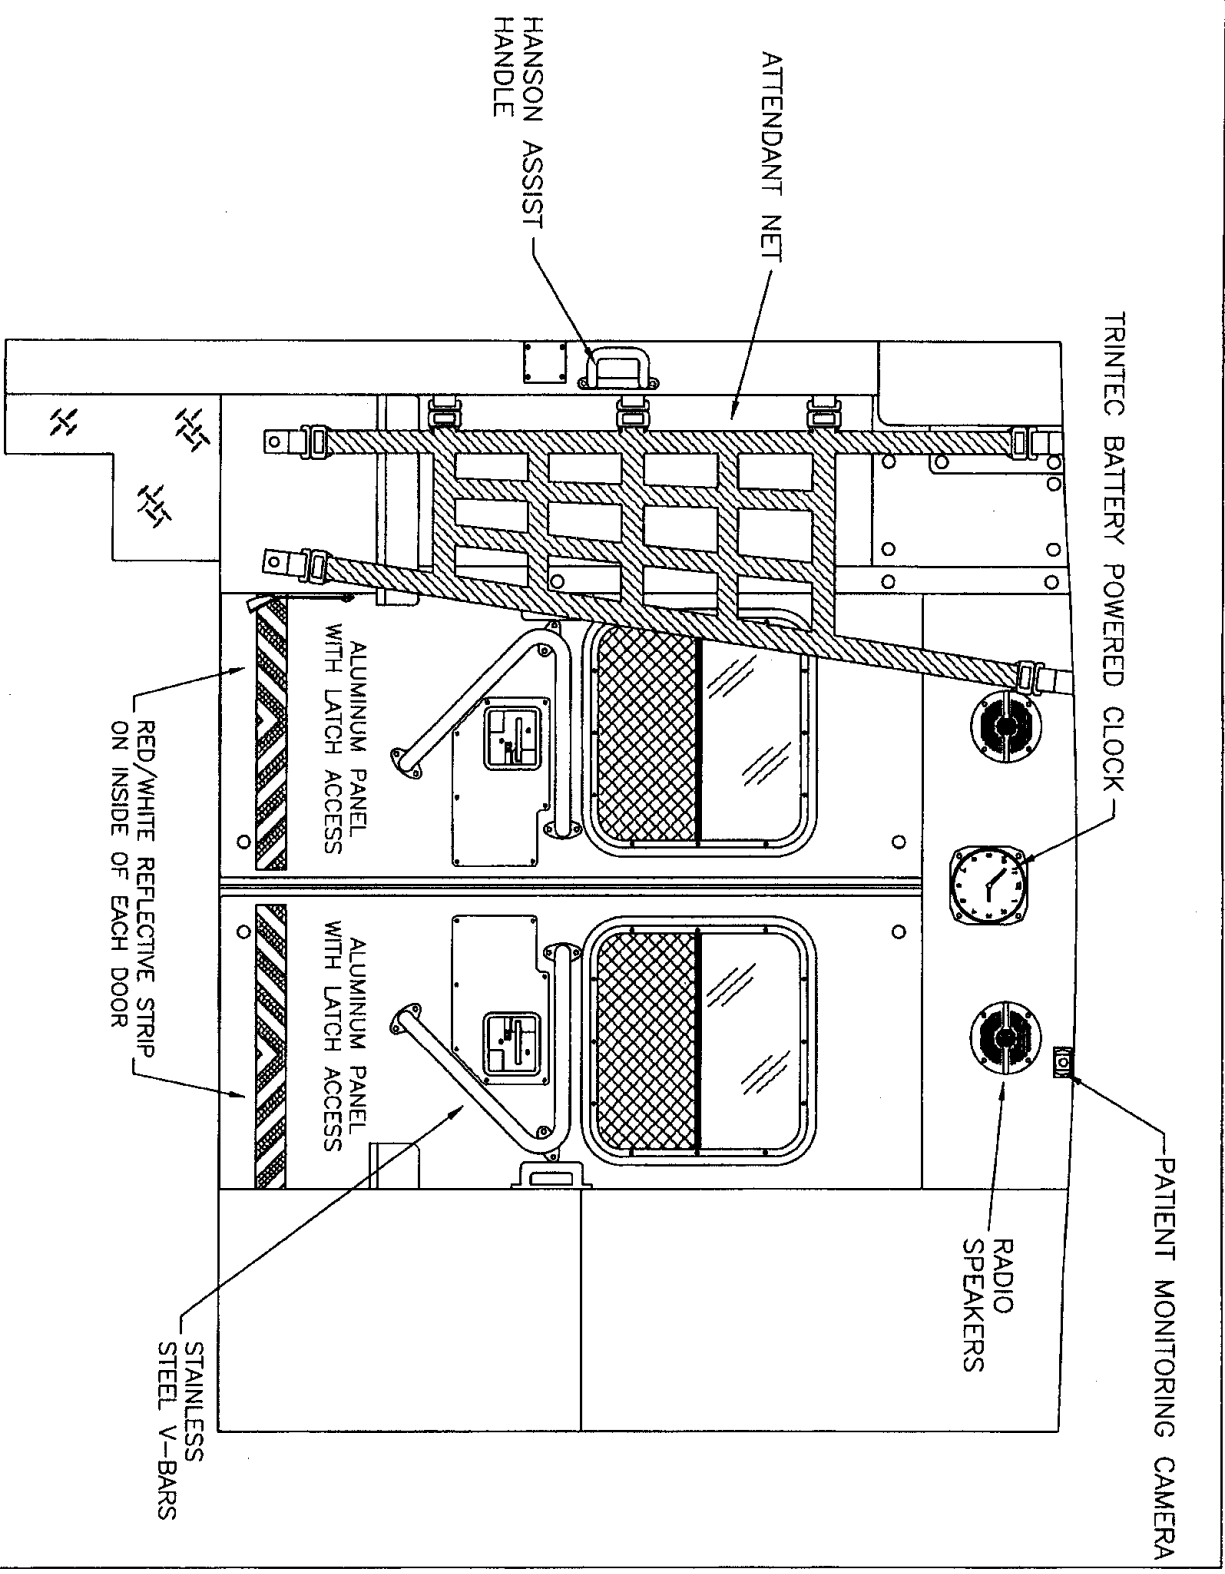 PATIENT MONITORING CAMERA
TRINTEC BATTERY POWERED CLOCK
RADIO
SPEAKERS
ATTENDANT NET
HANSON ASSIST
HANDLE
ALUMINUM PANEL
WITH LATCH ACCESS
ALUMINUM PANEL
WITH LATCH ACCESS
STAINLESS
STEEL V-BARS
RED/WHITE REFLECTIVE STRIP
ON INSIDE OF EACH DOOR